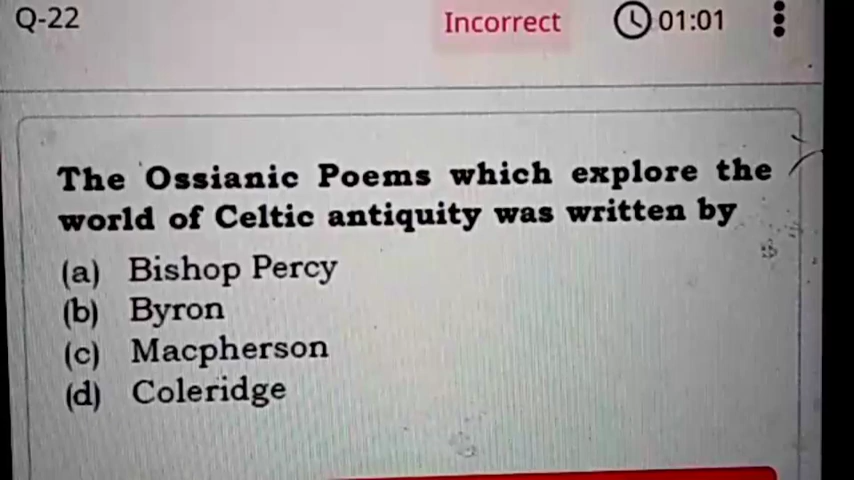 Q-22
Incorrect
01:01
The Ossianic Poems which explore the
world of Celtic antiquity was written by
(a) Bishop Percy
(b) Byron
(c) Macpherson
(d) Coleridge